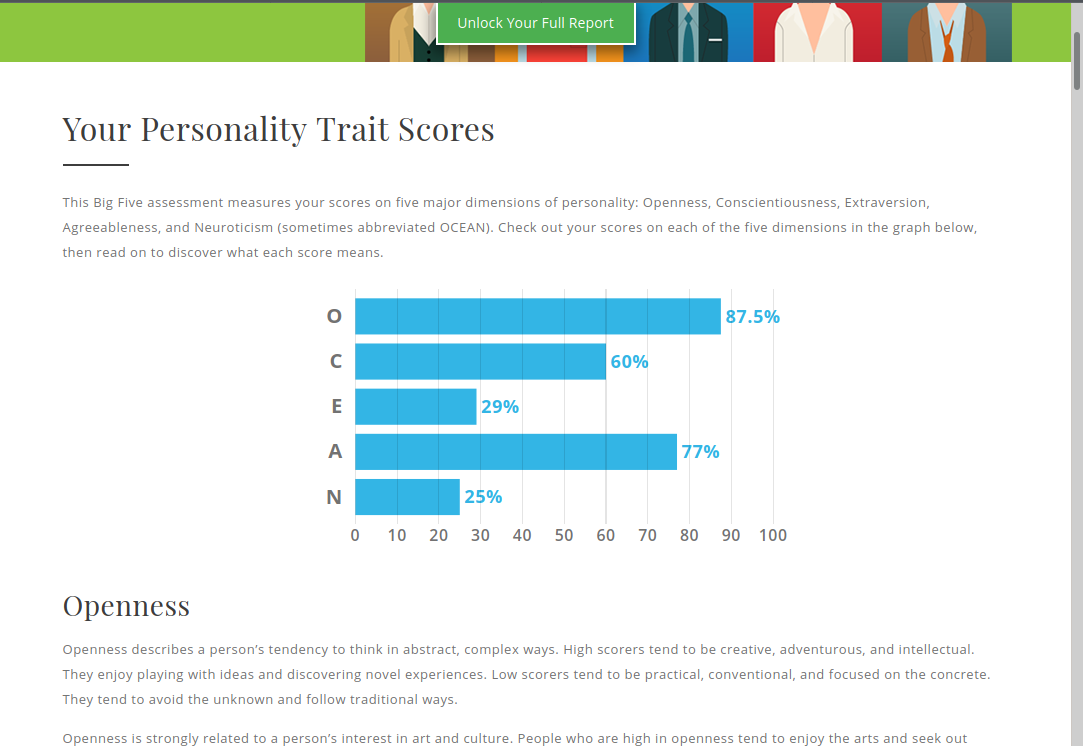 Unlock Your Full Report
Your Personality Trait Scores
This Big Five assessment measures your scores on five major dimensions of personality: Openness, Conscientiousness, Extraversion,
Agreeableness, and Neuroticism (sometimes abbreviated OCEAN). Check out your scores on each of the five dimensions in the graph below,
then read on to discover what each score means.
O 87.5%
C 60%
E 29%
A 77%
N 25%
0 10 20 30 40 50 60 70 80 90 100
Openness
Openness describes a person’s tendency to think in abstract, complex ways. High scorers tend to be creative, adventurous, and intellectual.
They enjoy playing with ideas and discovering novel experiences. Low scorers tend to be practical, conventional, and focused on the concrete.
They tend to avoid the unknown and follow traditional ways.
Openness is strongly related to a person’s interest in art and culture. People who are high in openness tend to enjoy the arts and seek out